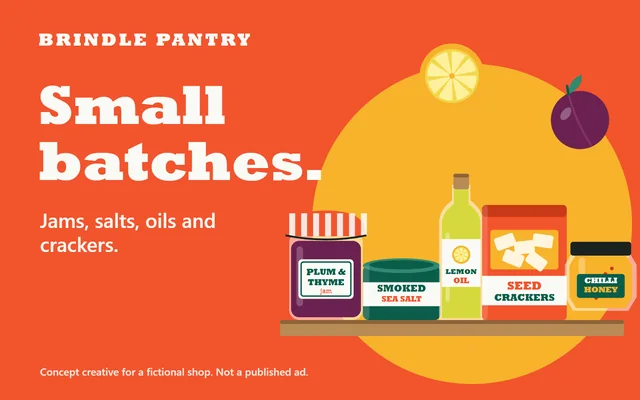 BRINDLE PANTRY
Small
batches.
Jams, salts, oils and
crackers.
PLUM &
THYME
jam
SMOKED
SEA SALT
LEMON
OIL
SEED
CRACKERS
CHILLI
HONEY
Concept creative for a fictional shop. Not a published ad.